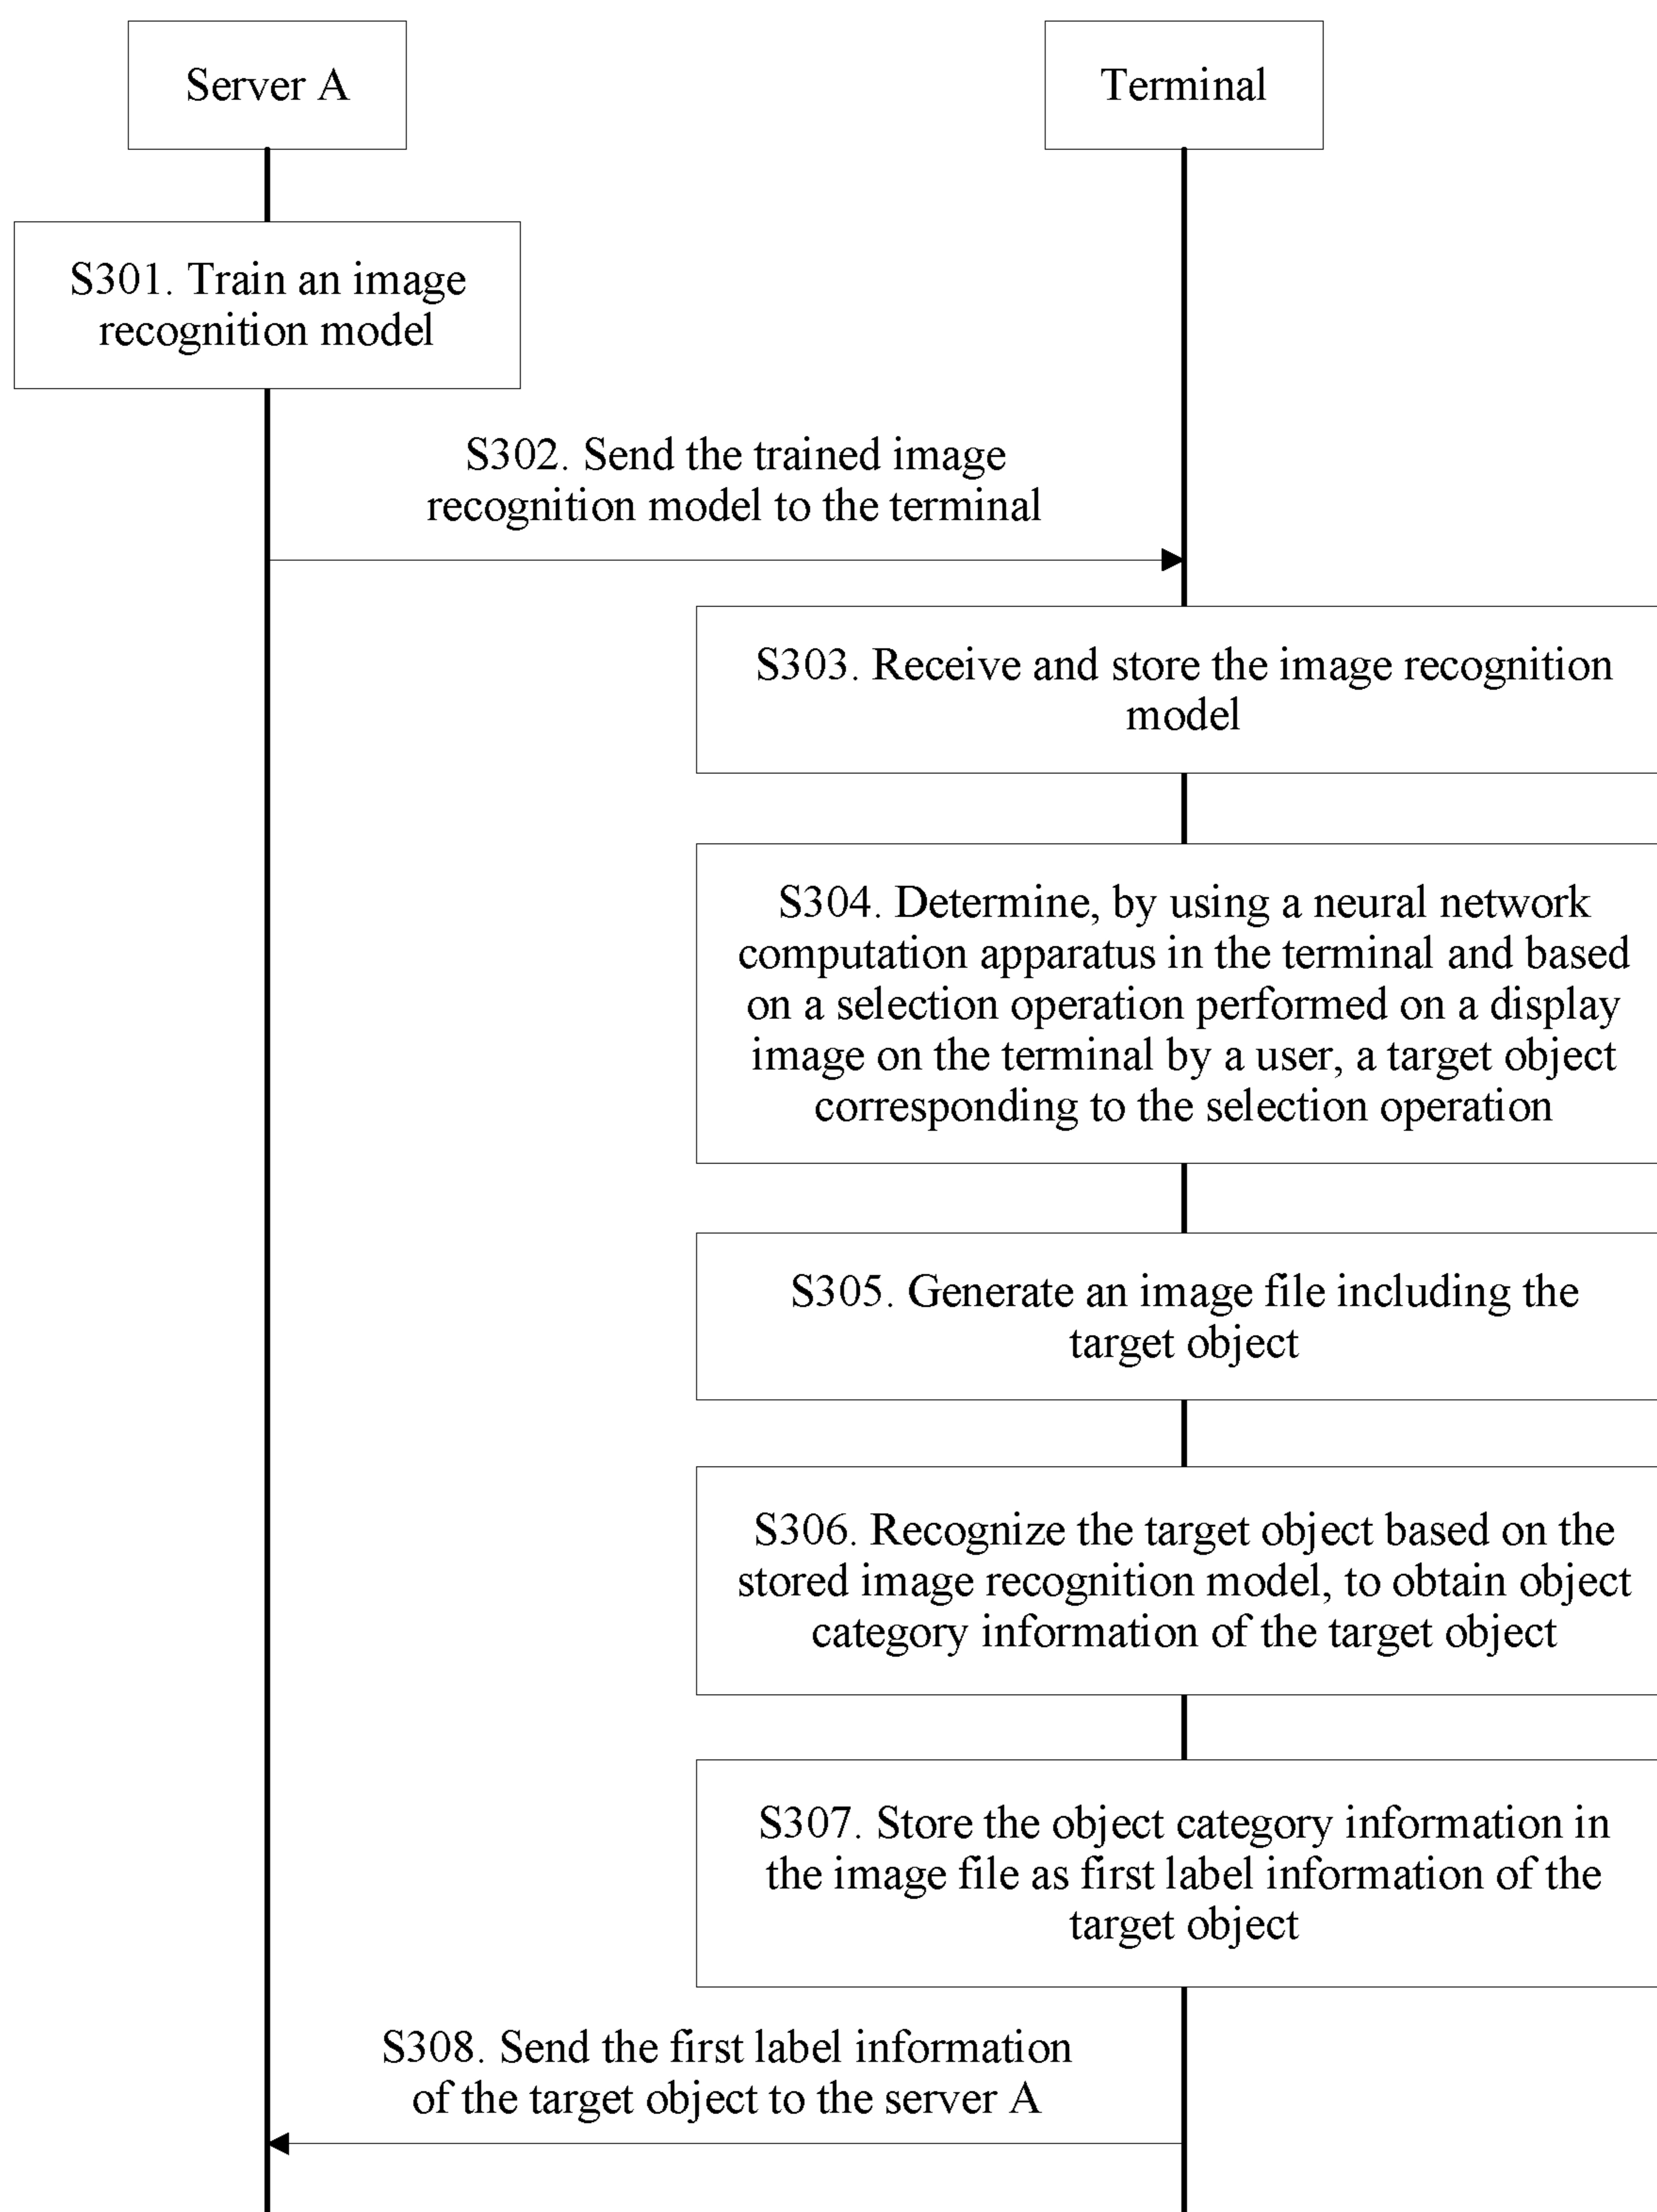 Server A
Terminal
S301. Train an image
recognition model
S302. Send the trained image
recognition model to the terminal
S303. Receive and store the image recognition
model
S304. Determine, by using a neural network
computation apparatus in the terminal and based
on a selection operation performed on a display
image on the terminal by a user, a target object
corresponding to the selection operation
S305. Generate an image file including the
target object
S306. Recognize the target object based on the
stored image recognition model, to obtain object
category information of the target object
S307. Store the object category information in
the image file as first label information of the
target object
S308. Send the first label information
of the target object to the server A